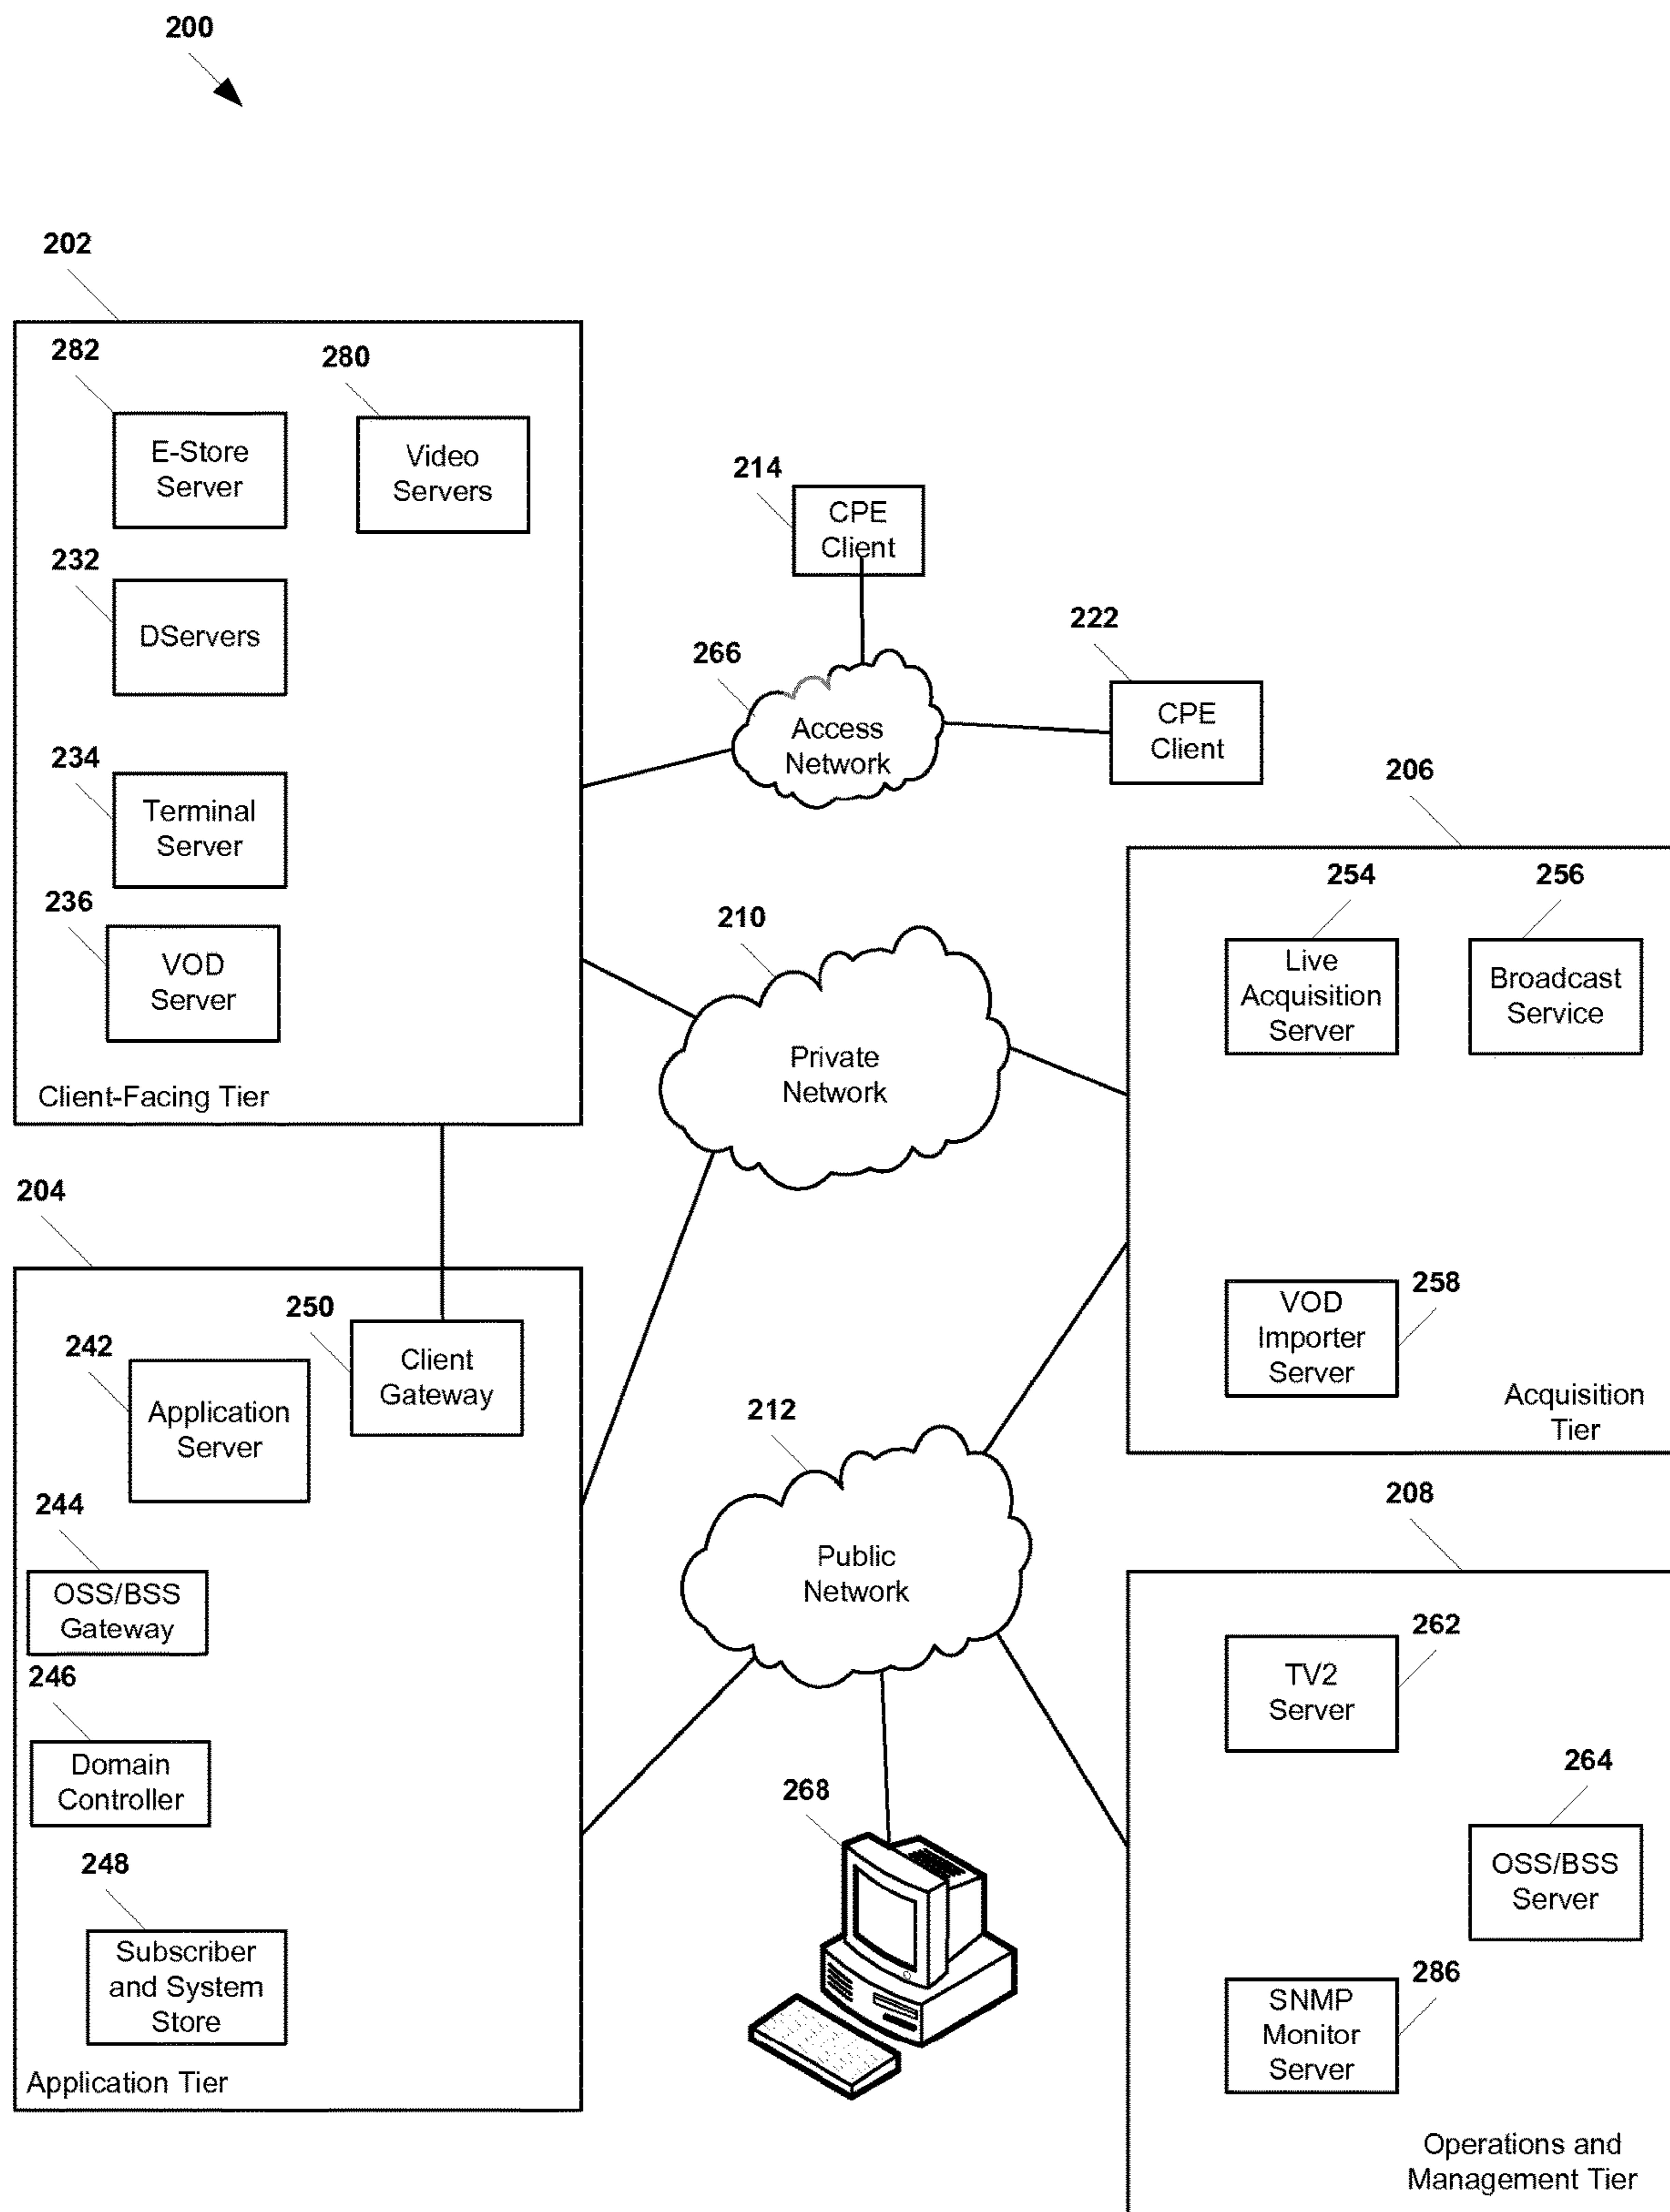 200
202
282
280
E-Store
Server
Video
Servers
232
DServers
234
Terminal
Server
236
VOD
Server
Client-Facing Tier
214
CPE
Client
222
CPE
Client
266
Access
Network
210
Private
Network
206
254
256
Live
Acquisition
Server
Broadcast
Service
258
VOD
Importer
Server
Acquisition
Tier
204
250
Client
Gateway
242
Application
Server
244
OSS/BSS
Gateway
246
Domain
Controller
248
Subscriber
and System
Store
Application Tier
212
Public
Network
268
208
262
TV2
Server
264
OSS/BSS
Server
286
SNMP
Monitor
Server
Operations and
Management Tier